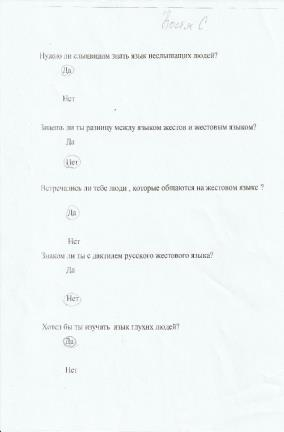 Костя С
Нужно ли слышащим знать язык неслышащих людей?
Да
Нет
Знаешь ли ты разницу между языком жестов и жестовым языком?
Да
Нет
Встречались ли тебе люди , которые общаются на жестовом языке ?
Да
Нет
Знаком ли ты с дактилем русского жестового языка?
Да
Нет
Хотел бы ты изучать язык глухих людей?
Да
Нет